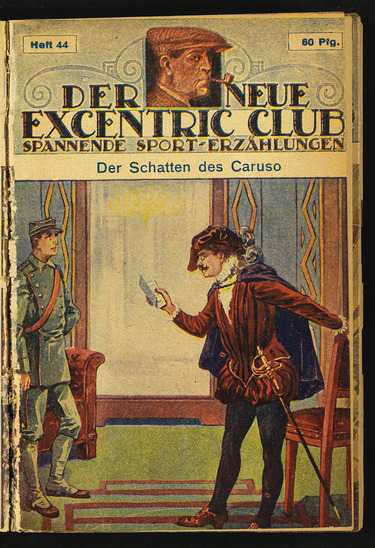 Heft 44
60 Pfg.
DER NEUE
EXCENTRIC CLUB
SPANNENDE SPORT-ERZÄHLUNGEN
Der Schatten des Caruso